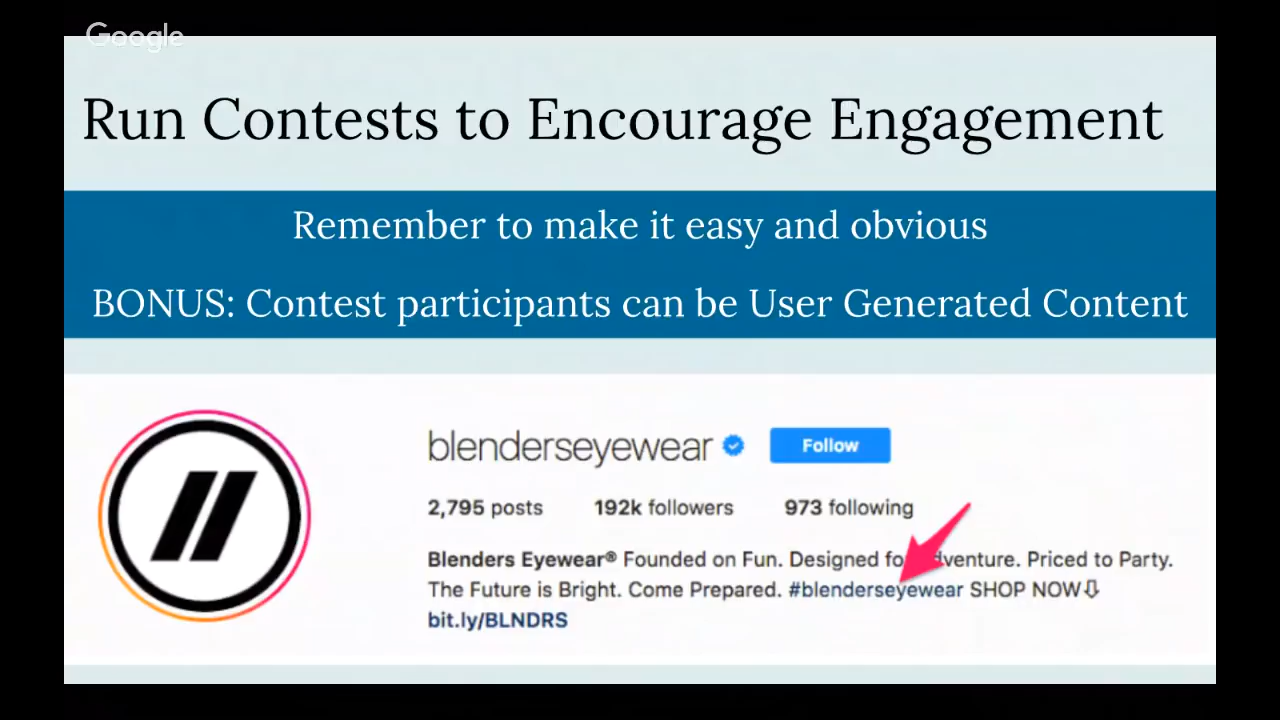 Google
Run Contests to Encourage Engagement
Remember to make it easy and obvious
BONUS: Contest participants can be User Generated Content
blenderseyewear Follow
2,795 posts 192k followers 973 following
Blenders Eyewear® Founded on Fun. Designed for Adventure. Priced to Party.
The Future is Bright. Come Prepared. #blenderseyewear SHOP NOW⇩
bit.ly/BLNDRS